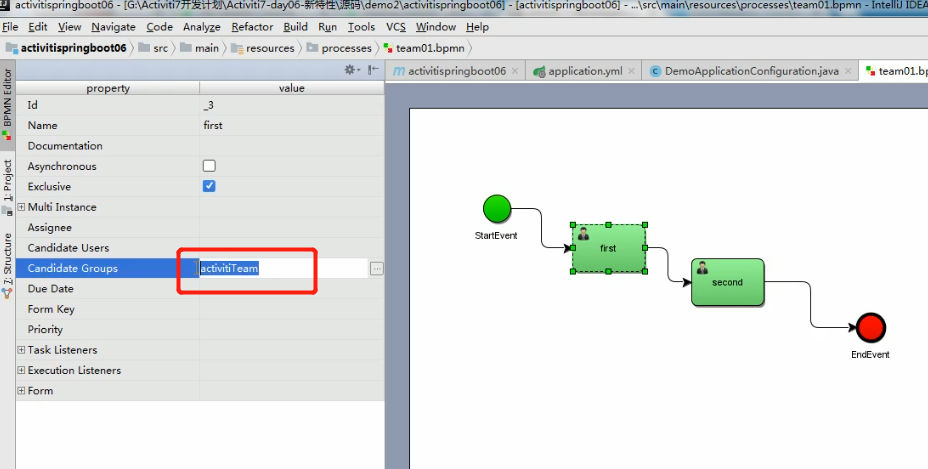 activitispringboot06 - [G:\Activiti7开发计划\Activiti7-day06-新特性\源码\demo2\activitispringboot06] - [activitispringboot06] - ...\src\main\resources\processes\team01.bpmn - IntelliJ IDEA
File Edit View Navigate Code Analyze Refactor Build Run Tools VCS Window Help
activitispringboot06 src main resources processes team01.bpmn
activitispringboot06 application.yml DemoApplicationConfiguration.java team01.bp
BPMN Editor
1: Project
7: Structure
property value
Id _3
Name first
Documentation
Asynchronous
Exclusive
Multi Instance
Assignee
Candidate Users
Candidate Groups activitiTeam ...
Due Date
Form Key
Priority
Task Listeners
Execution Listeners
Form
StartEvent
first
second
EndEvent